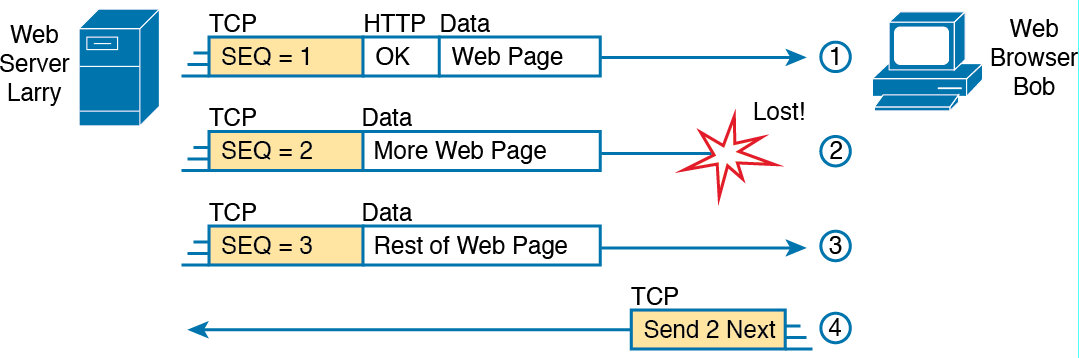 Web
Server
Larry
TCP HTTP Data
SEQ = 1 OK Web Page
1
Web
Browser
Bob
TCP Data
SEQ = 2 More Web Page
Lost!
2
TCP Data
SEQ = 3 Rest of Web Page
3
TCP
Send 2 Next
4